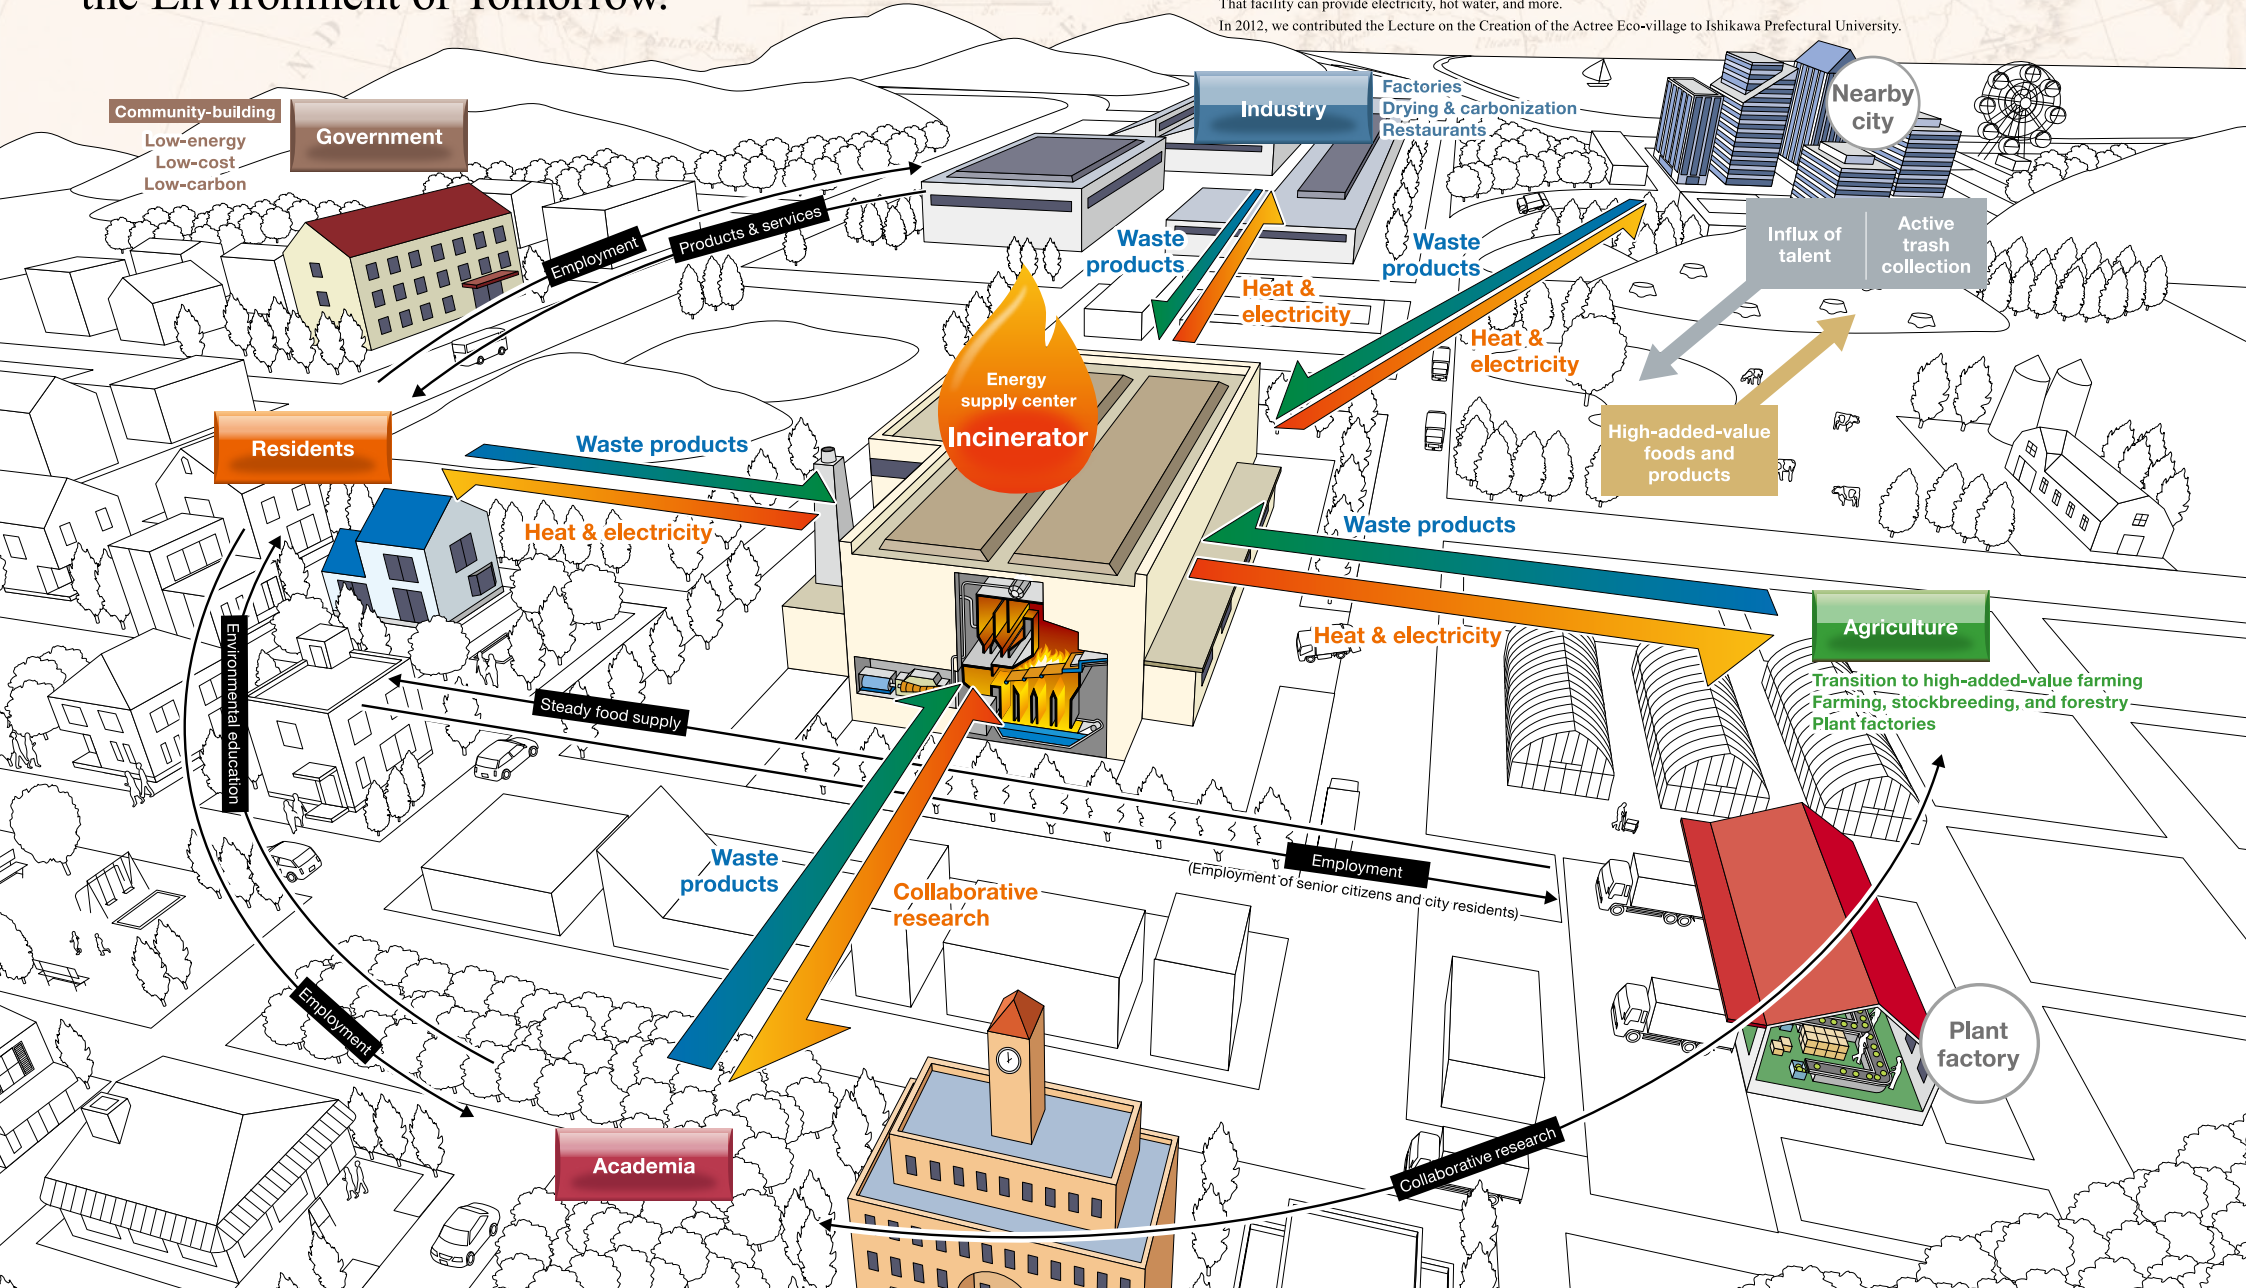 the Environment of Tomorrow.
That facility can provide electricity, hot water, and more.
In 2012, we contributed the Lecture on the Creation of the Actree Eco-village to Ishikawa Prefectural University.
Community-building
Low-energy
Low-cost
Low-carbon
Government
Industry
Factories
Drying & carbonization
Restaurants
Nearby
city
Employment
Products & services
Waste
products
Heat &
electricity
Waste
products
Heat &
electricity
Influx of
talent
Active
trash
collection
High-added-value
foods and
products
Energy
supply center
Incinerator
Residents
Waste products
Heat & electricity
Waste products
Heat & electricity
Agriculture
Transition to high-added-value farming
Farming, stockbreeding, and forestry
Plant factories
Environmental education
Steady food supply
Employment
(Employment of senior citizens and city residents)
Waste
products
Collaborative
research
Employment
Plant
factory
Collaborative research
Academia